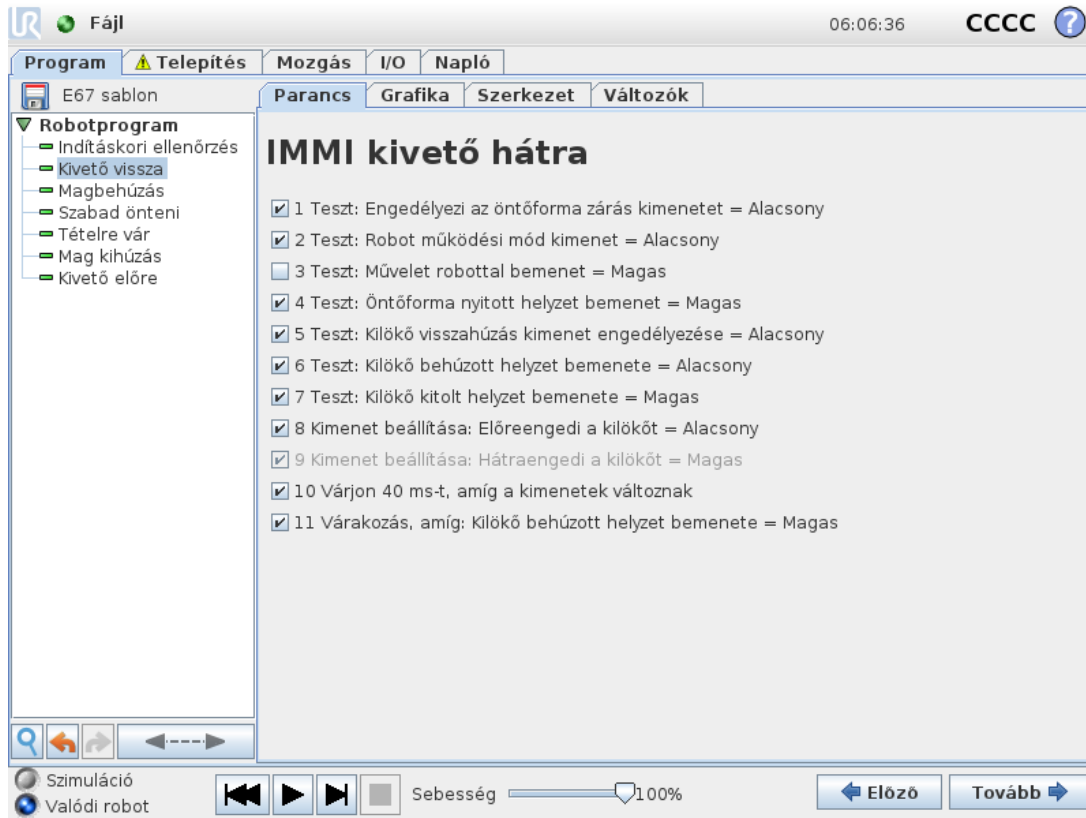 UR Fájl 06:06:36 CCCC ?
Program Telepítés Mozgás I/O Napló
E67 sablon
Parancs Grafika Szerkezet Változók
Robotprogram
Indításkori ellenőrzés
Kivető vissza
Magbehúzás
Szabad önteni
Tételre vár
Mag kihúzás
Kivető előre
IMMI kivető hátra
1 Teszt: Engedélyezi az öntőforma zárás kimenetet = Alacsony
2 Teszt: Robot működési mód kimenet = Alacsony
3 Teszt: Művelet robottal bemenet = Magas
4 Teszt: Öntőforma nyitott helyzet bemenet = Magas
5 Teszt: Kilökő visszahúzás kimenet engedélyezése = Alacsony
6 Teszt: Kilökő behúzott helyzet bemenete = Alacsony
7 Teszt: Kilökő kitolt helyzet bemenete = Magas
8 Kimenet beállítása: Előreengedi a kilökőt = Alacsony
9 Kimenet beállítása: Hátraengedi a kilökőt = Magas
10 Várjon 40 ms-t, amíg a kimenetek változnak
11 Várakozás, amíg: Kilökő behúzott helyzet bemenete = Magas
Szimuláció
Valódi robot
Sebesség 100%
Előző Tovább